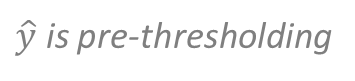 ŷ is pre-thresholding